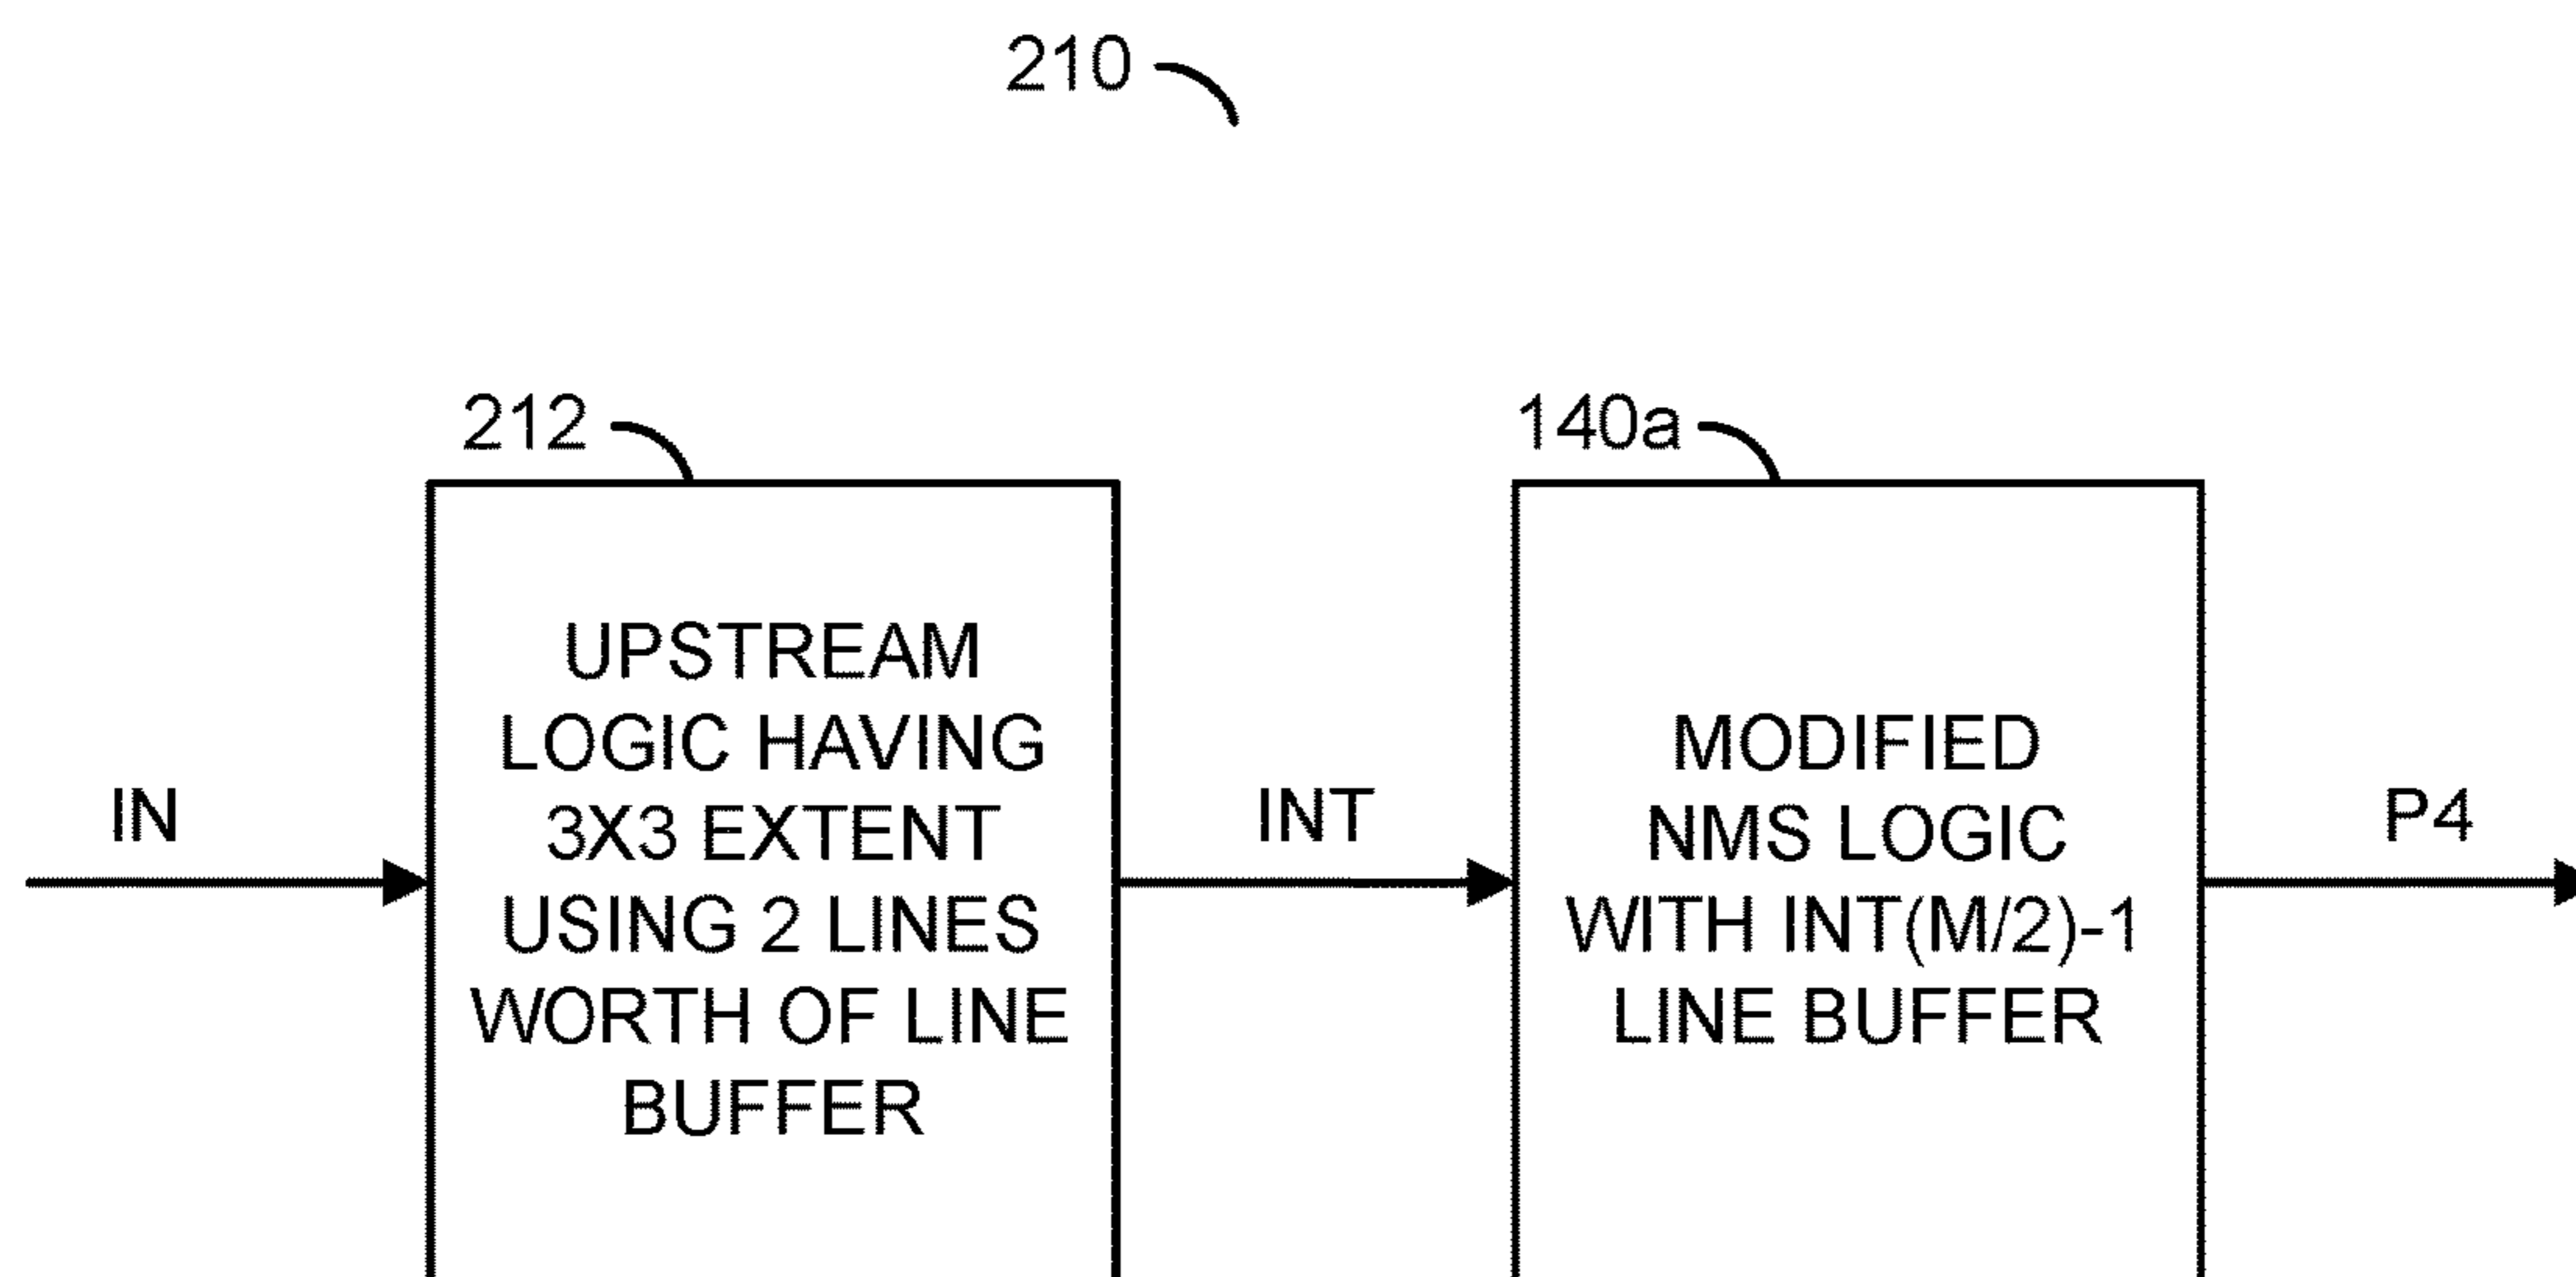 210
212
140a
UPSTREAM
LOGIC HAVING
3X3 EXTENT
USING 2 LINES
WORTH OF LINE
BUFFER
MODIFIED
NMS LOGIC
WITH INT(M/2)-1
LINE BUFFER
IN
INT
P4